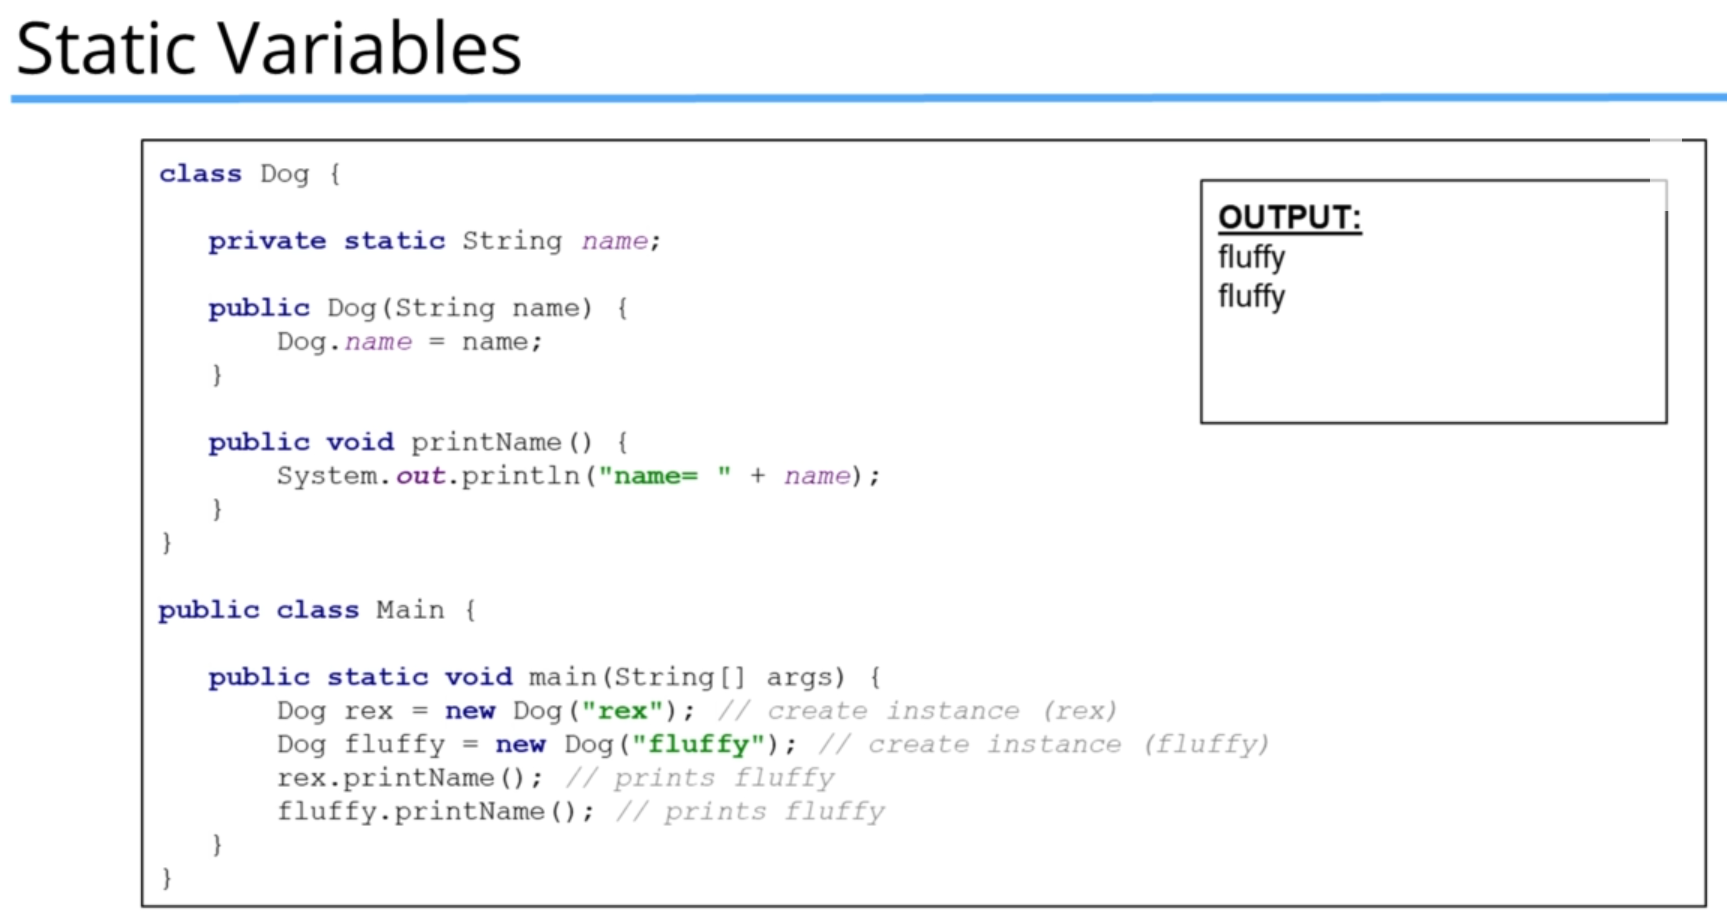 Static Variables
class Dog {
private static String name;
public Dog(String name) {
Dog.name = name;
}
public void printName() {
System.out.println("name= " + name);
}
}
public class Main {
public static void main(String[] args) {
Dog rex = new Dog("rex"); // create instance (rex)
Dog fluffy = new Dog("fluffy"); // create instance (fluffy)
rex.printName(); // prints fluffy
fluffy.printName(); // prints fluffy
}
}
OUTPUT:
fluffy
fluffy